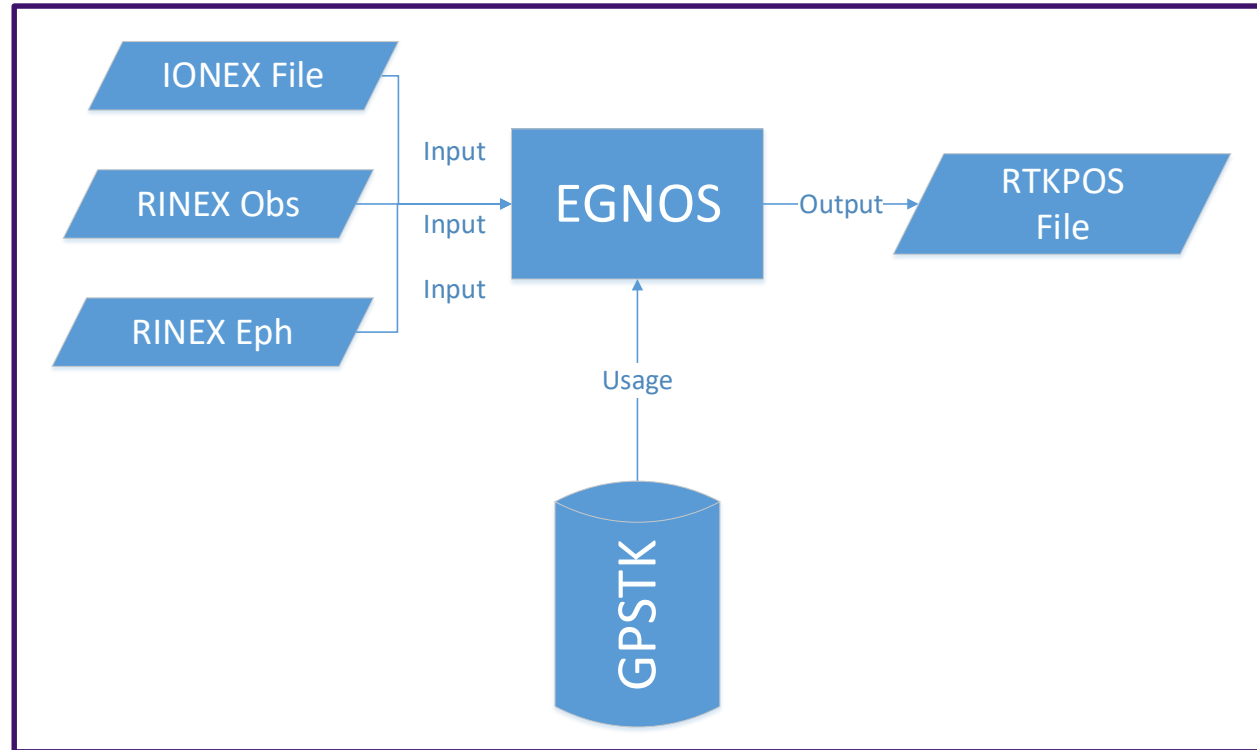 IONEX File
Input
RINEX Obs
Input
RINEX Eph
Input
EGNOS
Output
RTKPOS
File
Usage
GPSTK